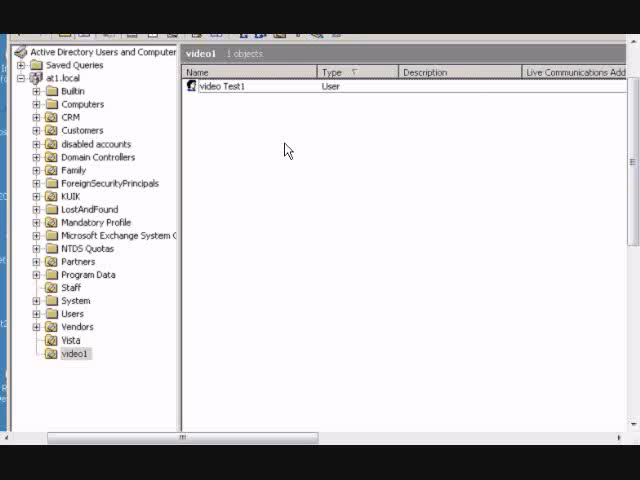 Active Directory Users and Computer
Saved Queries
at1.local
Builtin
Computers
CRM
Customers
disabled accounts
Domain Controllers
Family
ForeignSecurityPrincipals
KUIK
LostAndFound
Mandatory Profile
Microsoft Exchange System
NTDS Quotas
Partners
Program Data
Staff
System
Users
Vendors
Vista
video1
video1 1 objects
Name Type Description Live Communications Add
video Test1 User